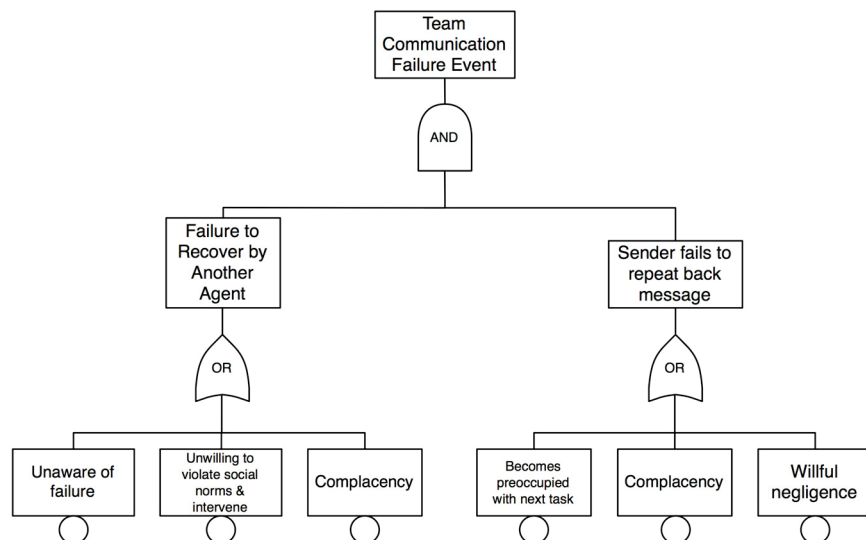 Team
Communication
Failure Event
AND
Failure to
Recover by
Another
Agent
Sender fails to
repeat back
message
OR
OR
Unaware of
failure
Unwilling to
violate social
norms &
intervene
Complacency
Becomes
preoccupied
with next task
Complacency
Willful
negligence